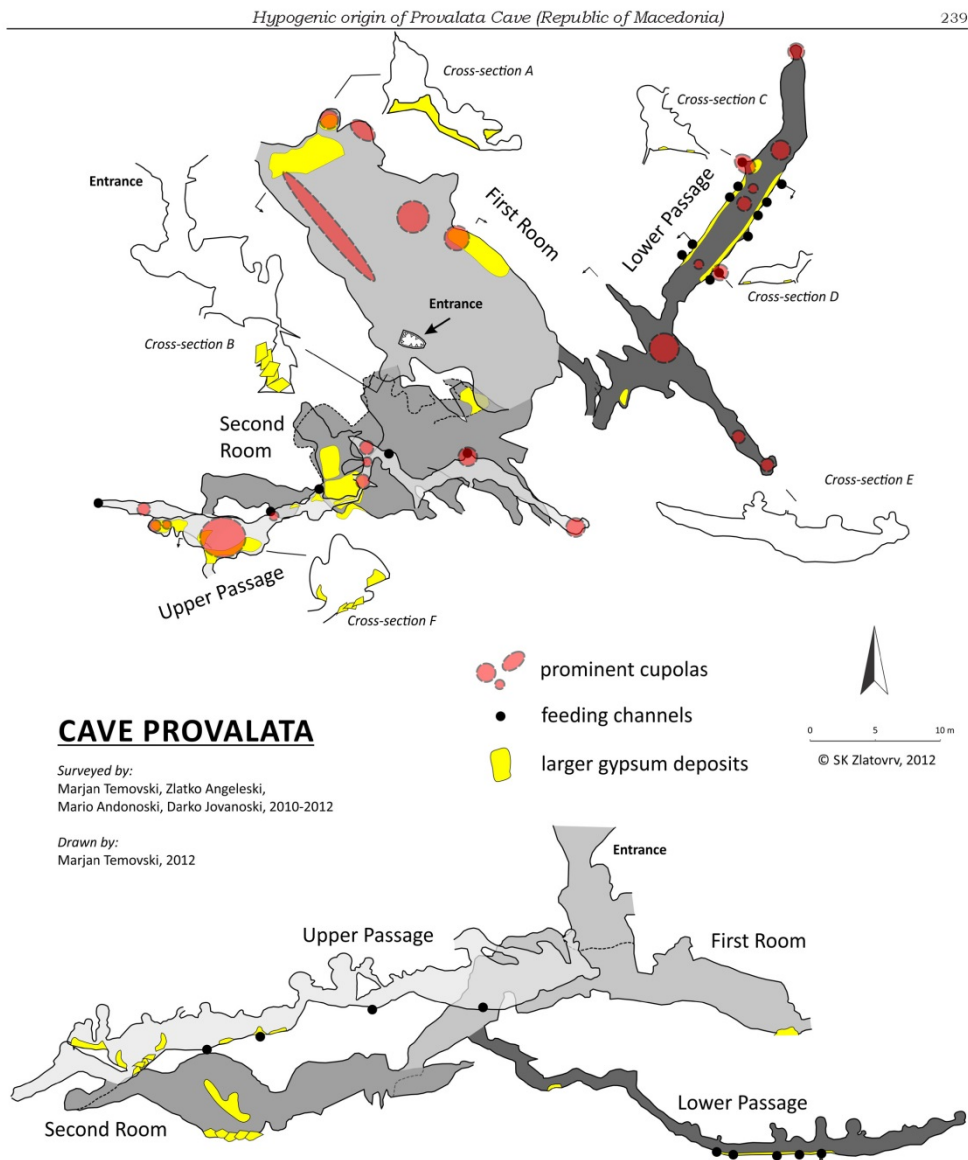 Hypogenic origin of Provalata Cave (Republic of Macedonia) 239
Cross-section A
Cross-section C
Entrance
First Room
Lower Passage
Cross-section D
Entrance
Cross-section B
Second
Room
Cross-section E
Upper Passage
Cross-section F
prominent cupolas
feeding channels
larger gypsum deposits
0 5 10 m
© SK Zlatovrv, 2012
CAVE PROVALATA
Surveyed by:
Marjan Temovski, Zlatko Angeleski,
Mario Andonoski, Darko Jovanoski, 2010-2012
Drawn by:
Marjan Temovski, 2012
Entrance
Upper Passage
First Room
Second Room
Lower Passage